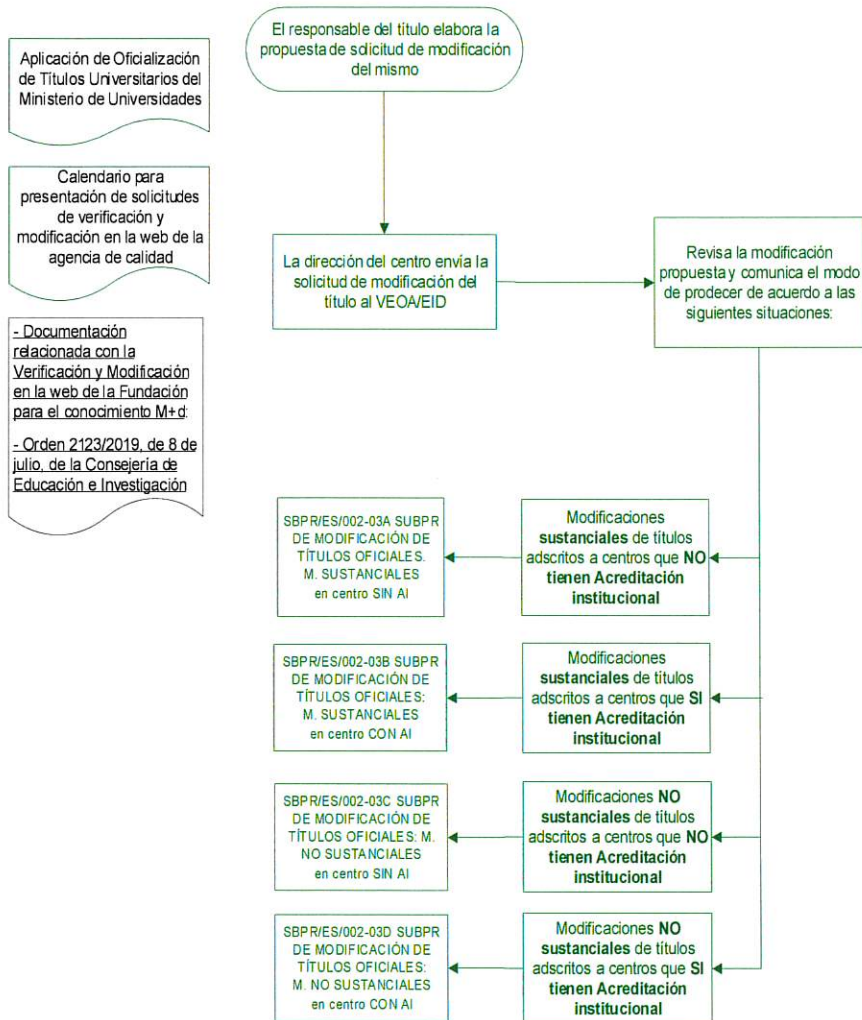 El responsable del título elabora la
propuesta de solicitud de modificación
del mismo
Aplicación de Oficialización
de Títulos Universitarios del
Ministerio de Universidades
Calendario para
presentación de solicitudes
de verificación y
modificación en la web de la
agencia de calidad
La dirección del centro envía la
solicitud de modificación del
título al VEOA/EID
Revisa la modificación
propuesta y comunica el modo
de prodecer de acuerdo a las
siguientes situaciones:
- Documentación
relacionada con la
Verificación y Modificación
en la web de la Fundación
para el conocimiento M+d:
- Orden 2123/2019, de 8 de
julio, de la Consejería de
Educación e Investigación
SBPR/ES/002-03A SUBPR
DE MODIFICACIÓN DE
TÍTULOS OFICIALES.
M. SUSTANCIALES
en centro SIN AI
Modificaciones
sustanciales de títulos
adscritos a centros que NO
tienen Acreditación
institucional
SBPR/ES/002-03B SUBPR
DE MODIFICACIÓN DE
TÍTULOS OFICIALES:
M. SUSTANCIALES
en centro CON AI
Modificaciones
sustanciales de títulos
adscritos a centros que SI
tienen Acreditación
institucional
SBPR/ES/002-03C SUBPR
DE MODIFICACIÓN DE
TÍTULOS OFICIALES: M.
NO SUSTANCIALES
en centro SIN AI
Modificaciones NO
sustanciales de títulos
adscritos a centros que NO
tienen Acreditación
institucional
SBPR/ES/002-03D SUBPR
DE MODIFICACIÓN DE
TÍTULOS OFICIALES:
M. NO SUSTANCIALES
en centro CON AI
Modificaciones NO
sustanciales de títulos
adscritos a centros que SI
tienen Acreditación
institucional